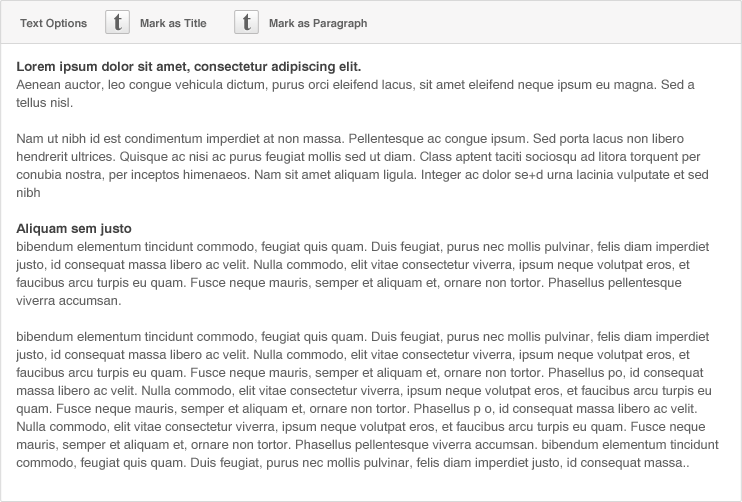 Text Options t Mark as Title t Mark as Paragraph
Lorem ipsum dolor sit amet, consectetur adipiscing elit.
Aenean auctor, leo congue vehicula dictum, purus orci eleifend lacus, sit amet eleifend neque ipsum eu magna. Sed a
tellus nisl.
Nam ut nibh id est condimentum imperdiet at non massa. Pellentesque ac congue ipsum. Sed porta lacus non libero
hendrerit ultrices. Quisque ac nisi ac purus feugiat mollis sed ut diam. Class aptent taciti sociosqu ad litora torquent per
conubia nostra, per inceptos himenaeos. Nam sit amet aliquam ligula. Integer ac dolor se+d urna lacinia vulputate et sed
nibh
Aliquam sem justo
bibendum elementum tincidunt commodo, feugiat quis quam. Duis feugiat, purus nec mollis pulvinar, felis diam imperdiet
justo, id consequat massa libero ac velit. Nulla commodo, elit vitae consectetur viverra, ipsum neque volutpat eros, et
faucibus arcu turpis eu quam. Fusce neque mauris, semper et aliquam et, ornare non tortor. Phasellus pellentesque
viverra accumsan.
bibendum elementum tincidunt commodo, feugiat quis quam. Duis feugiat, purus nec mollis pulvinar, felis diam imperdiet
justo, id consequat massa libero ac velit. Nulla commodo, elit vitae consectetur viverra, ipsum neque volutpat eros, et
faucibus arcu turpis eu quam. Fusce neque mauris, semper et aliquam et, ornare non tortor. Phasellus po, id consequat
massa libero ac velit. Nulla commodo, elit vitae consectetur viverra, ipsum neque volutpat eros, et faucibus arcu turpis eu
quam. Fusce neque mauris, semper et aliquam et, ornare non tortor. Phasellus p o, id consequat massa libero ac velit.
Nulla commodo, elit vitae consectetur viverra, ipsum neque volutpat eros, et faucibus arcu turpis eu quam. Fusce neque
mauris, semper et aliquam et, ornare non tortor. Phasellus pellentesque viverra accumsan. bibendum elementum tincidunt
commodo, feugiat quis quam. Duis feugiat, purus nec mollis pulvinar, felis diam imperdiet justo, id consequat massa..